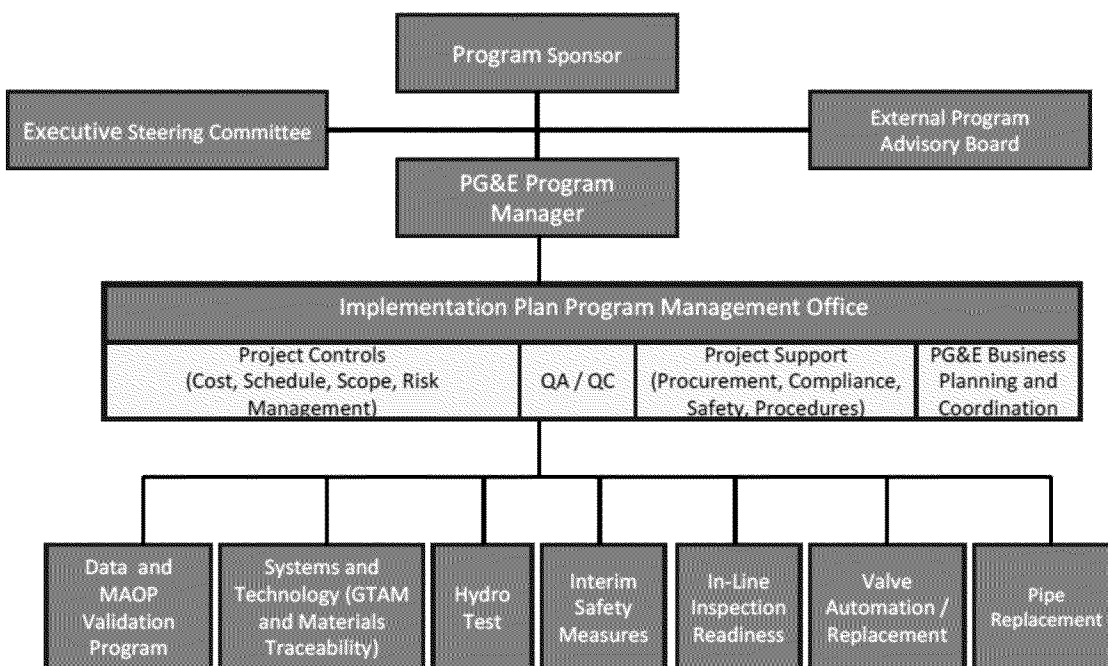 Program Sponsor
Executive Steering Committee
External Program
Advisory Board
PG&E Program
Manager
Implementation Plan Program Management Office
Project Controls
(Cost, Schedule, Scope, Risk
Management)
QA / QC
Project Support
(Procurement, Compliance,
Safety, Procedures)
PG&E Business
Planning and
Coordination
Data and
MAOP
Validation
Program
Systems and
Technology (GTAM
and Materials
Traceability)
Hydro
Test
Interim
Safety
Measures
In-Line
Inspection
Readiness
Valve
Automation /
Replacement
Pipe
Replacement